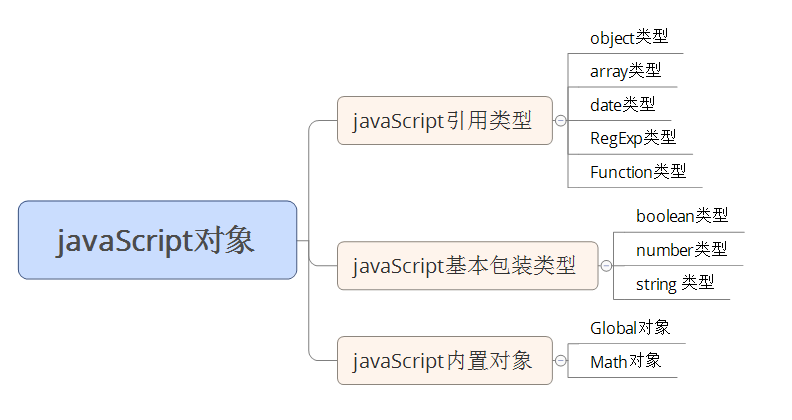 javaScript对象
javaScript引用类型
object类型
array类型
date类型
RegExp类型
Function类型
javaScript基本包装类型
boolean类型
number类型
string 类型
javaScript内置对象
Global对象
Math对象